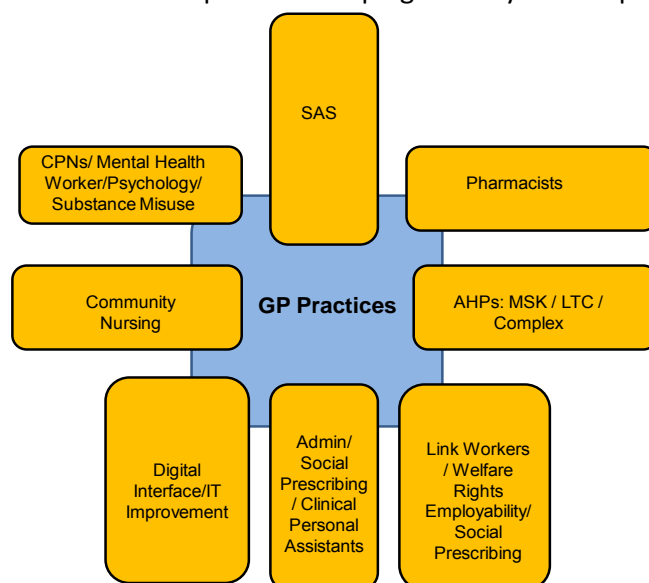 SAS
CPNs/ Mental Health
Worker/Psychology/
Substance Misuse
Pharmacists
Community
Nursing
GP Practices
AHPs: MSK / LTC /
Complex
Digital
Interface/IT
Improvement
Admin/
Social
Prescribing
/ Clinical
Personal
Assistants
Link Workers
/ Welfare
Rights
Employability/
Social
Prescribing